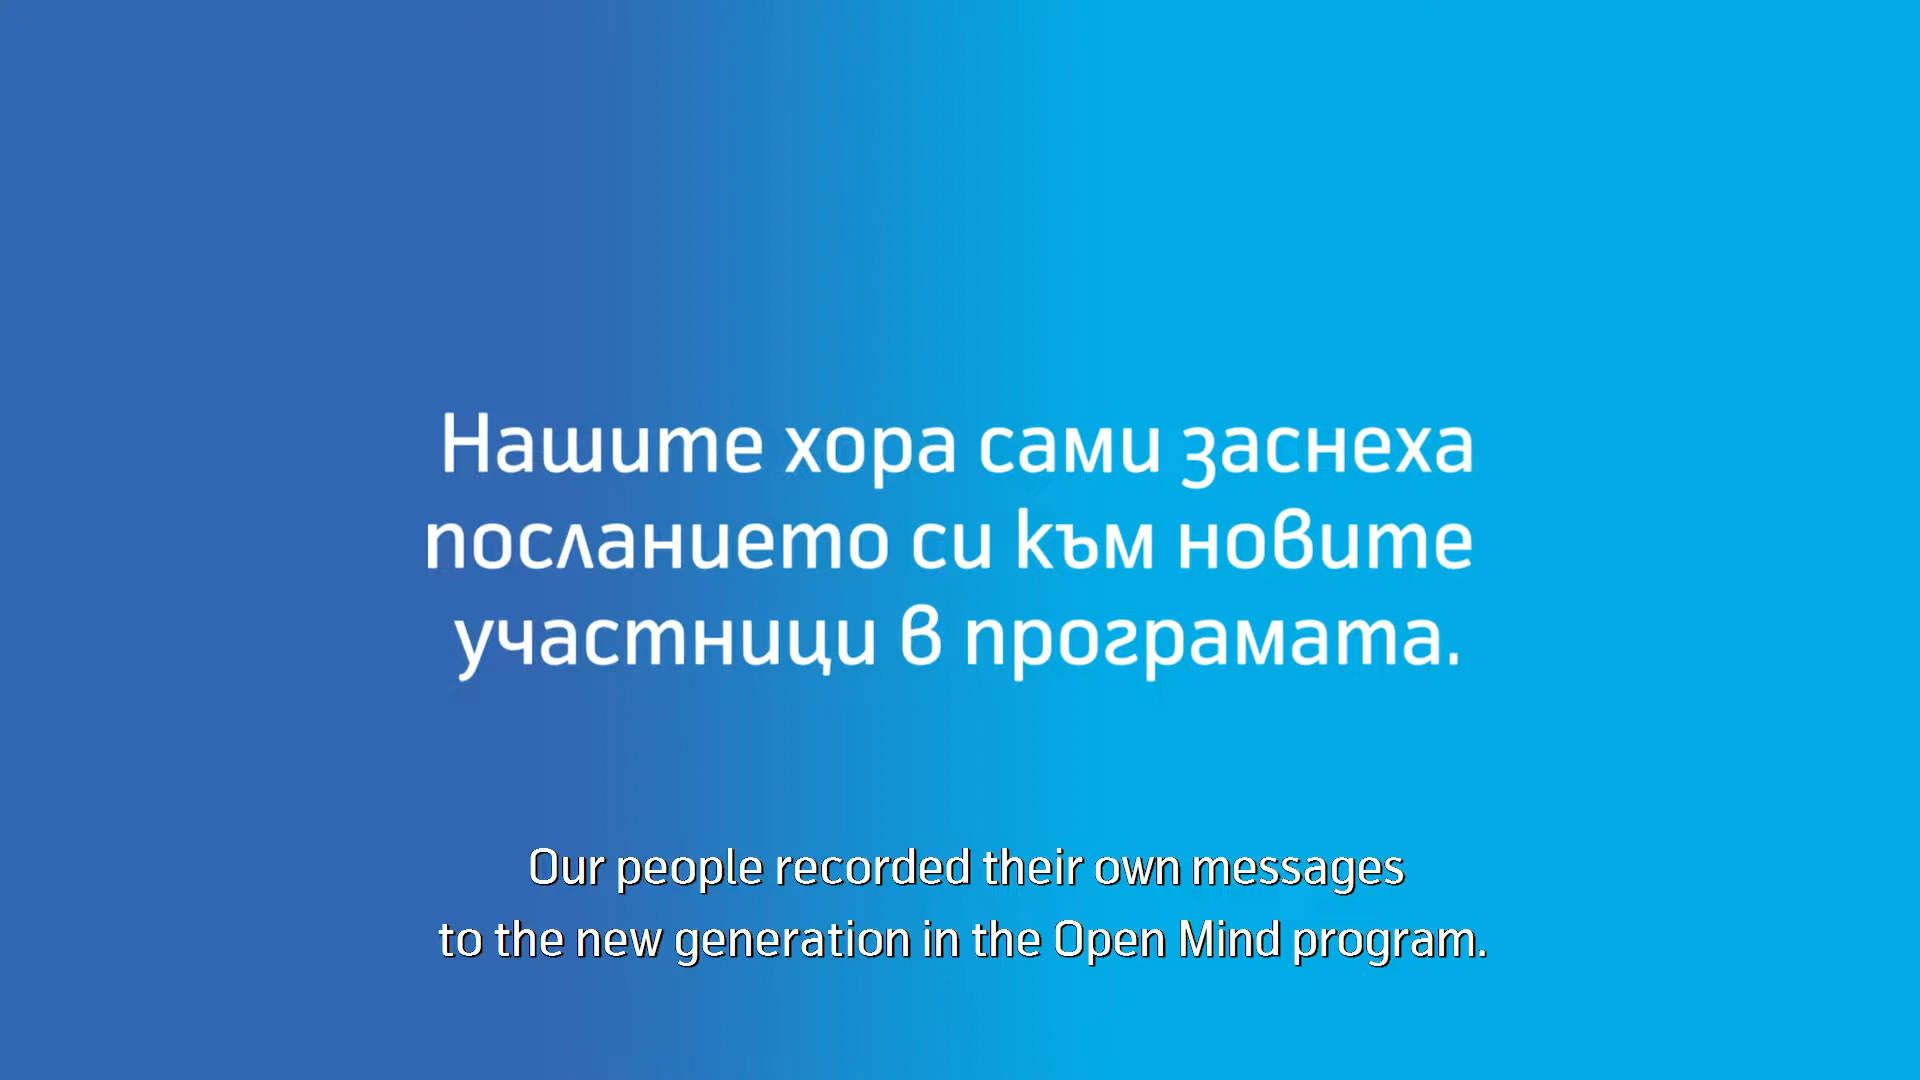 Нашите хора сами заснеха
посланието си към новите
участници в програмата.
Our people recorded their own messages
to the new generation in the Open Mind program.